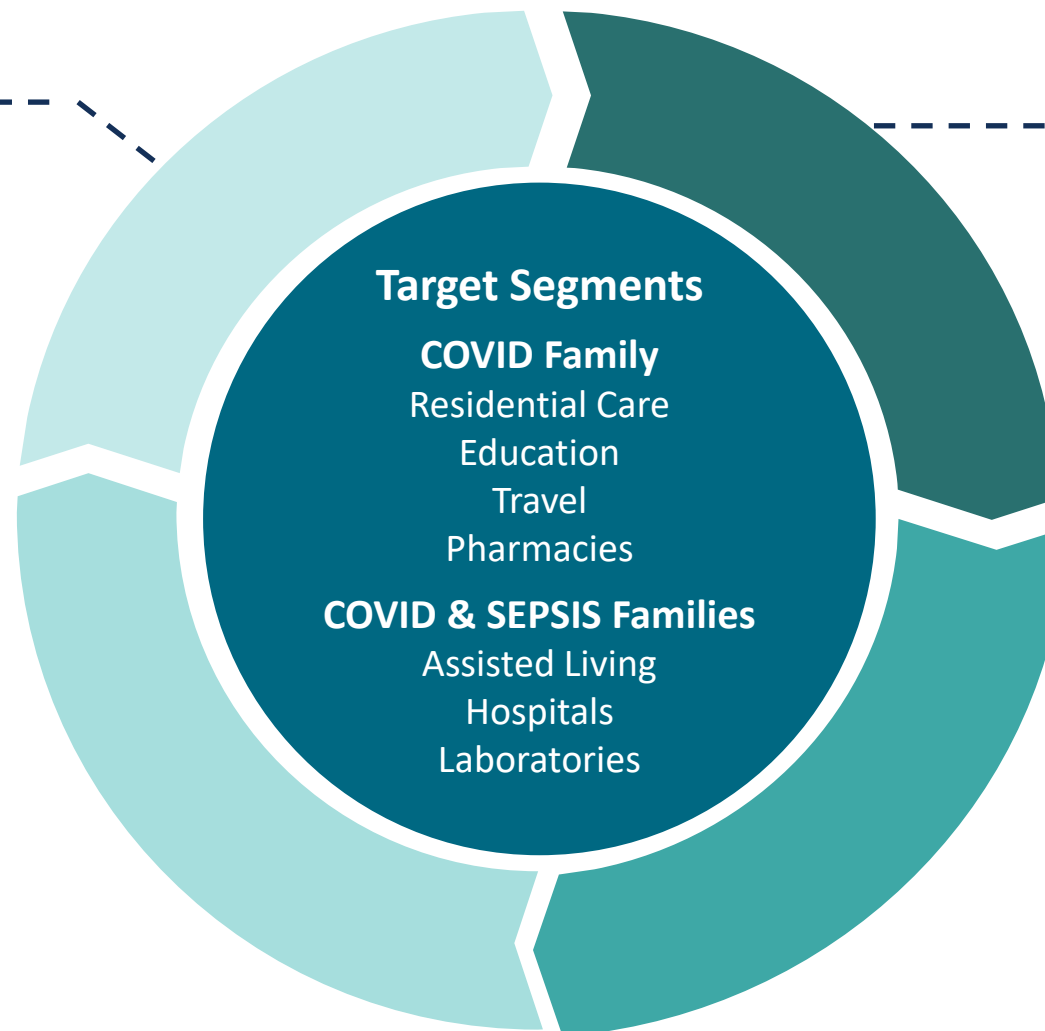 Target Segments
COVID Family
Residential Care
Education
Travel
Pharmacies
COVID & SEPSIS Families
Assisted Living
Hospitals
Laboratories